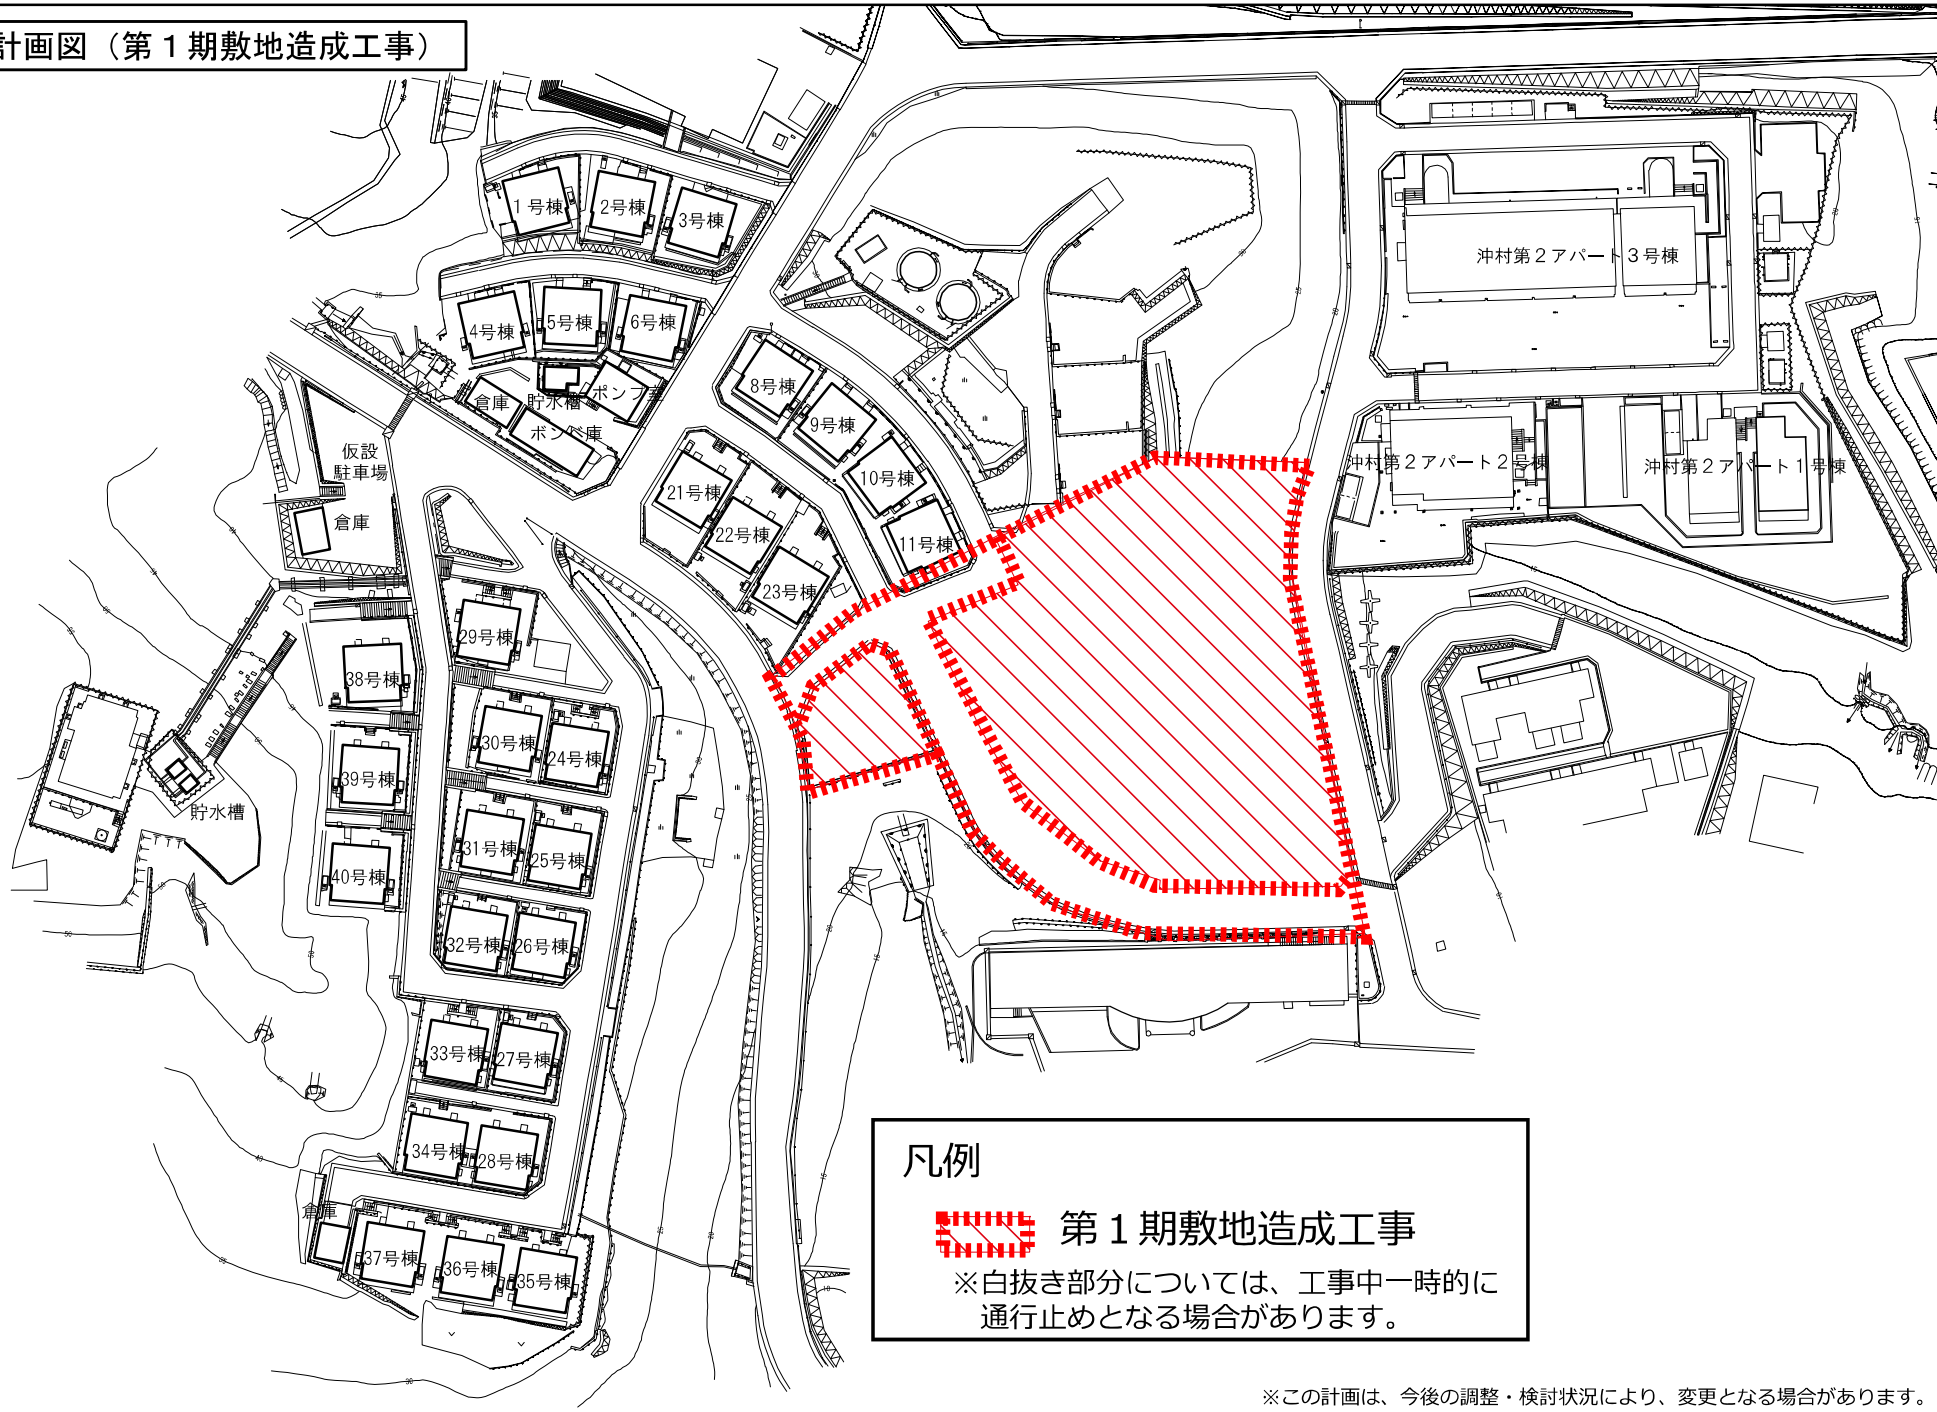 計画図（第１期敷地造成工事）
１号棟
2号棟
3号棟
4号棟
5号棟
6号棟
倉庫
貯水槽
ポンプ室
ボンベ庫
8号棟
9号棟
10号棟
11号棟
21号棟
22号棟
23号棟
沖村第２アパート３号棟
沖村第２アパート２号棟
沖村第２アパート１号棟
仮設
駐車場
倉庫
29号棟
38号棟
30号棟
24号棟
39号棟
貯水槽
31号棟
25号棟
40号棟
32号棟
26号棟
33号棟
27号棟
34号棟
28号棟
倉庫
37号棟
36号棟
35号棟
凡例
第１期敷地造成工事
※白抜き部分については、工事中一時的に
通行止めとなる場合があります。
※この計画は、今後の調整・検討状況により、変更となる場合があります。